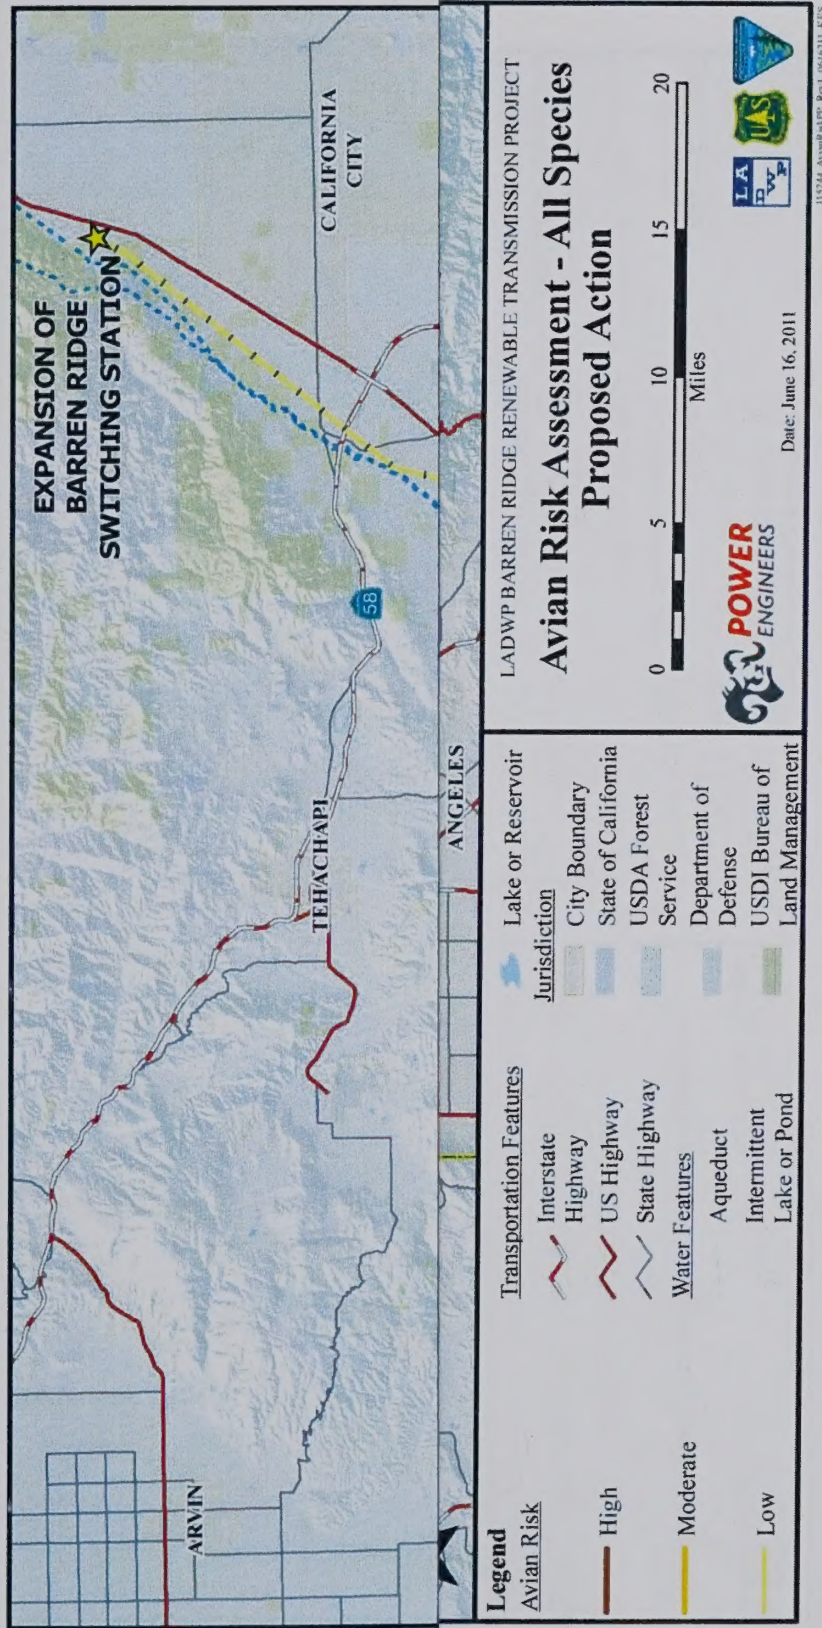 EXPANSION OF
BARREN RIDGE
SWITCHING STATION
CALIFORNIA
CITY
58
TEHACHAPI
ARVIN
ANGELES
Legend
Avian Risk
High
Moderate
Low
Transportation Features
Interstate
Highway
US Highway
State Highway
Water Features
Aqueduct
Intermittent
Lake or Pond
Lake or Reservoir
Jurisdiction
City Boundary
State of California
USDA Forest
Service
Department of
Defense
USDI Bureau of
Land Management
LADWP BARREN RIDGE RENEWABLE TRANSMISSION PROJECT
Avian Risk Assessment - All Species
Proposed Action
0 5 10 15 20
Miles
POWER
ENGINEERS
Date: June 16, 2011
LA
DWP
UAS